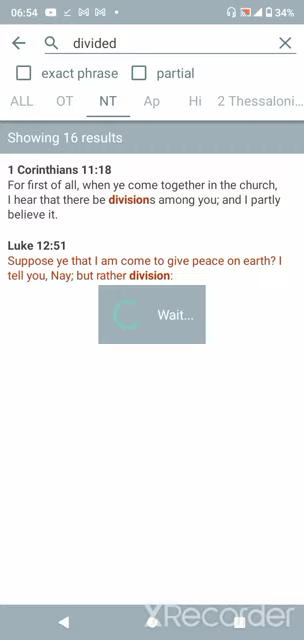 06:54 34%
divided
exact phrase partial
ALL OT NT Ap Hi 2 Thessaloni...
Showing 16 results
1 Corinthians 11:18
For first of all, when ye come together in the church,
I hear that there be divisions among you; and I partly
believe it.
Luke 12:51
Suppose ye that I am come to give peace on earth? I
tell you, Nay; but rather division:
Wait...
XRecorder